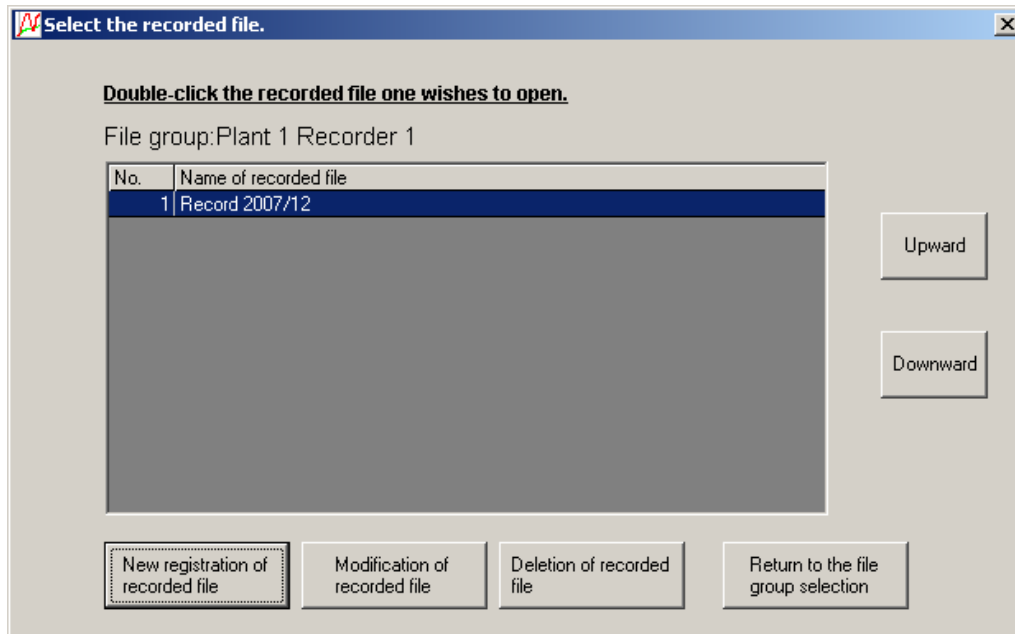 Select the recorded file.
Double-click the recorded file one wishes to open.
File group:Plant 1 Recorder 1
No. Name of recorded file
1 Record 2007/12
Upward
Downward
New registration of
recorded file
Modification of
recorded file
Deletion of recorded
file
Return to the file
group selection